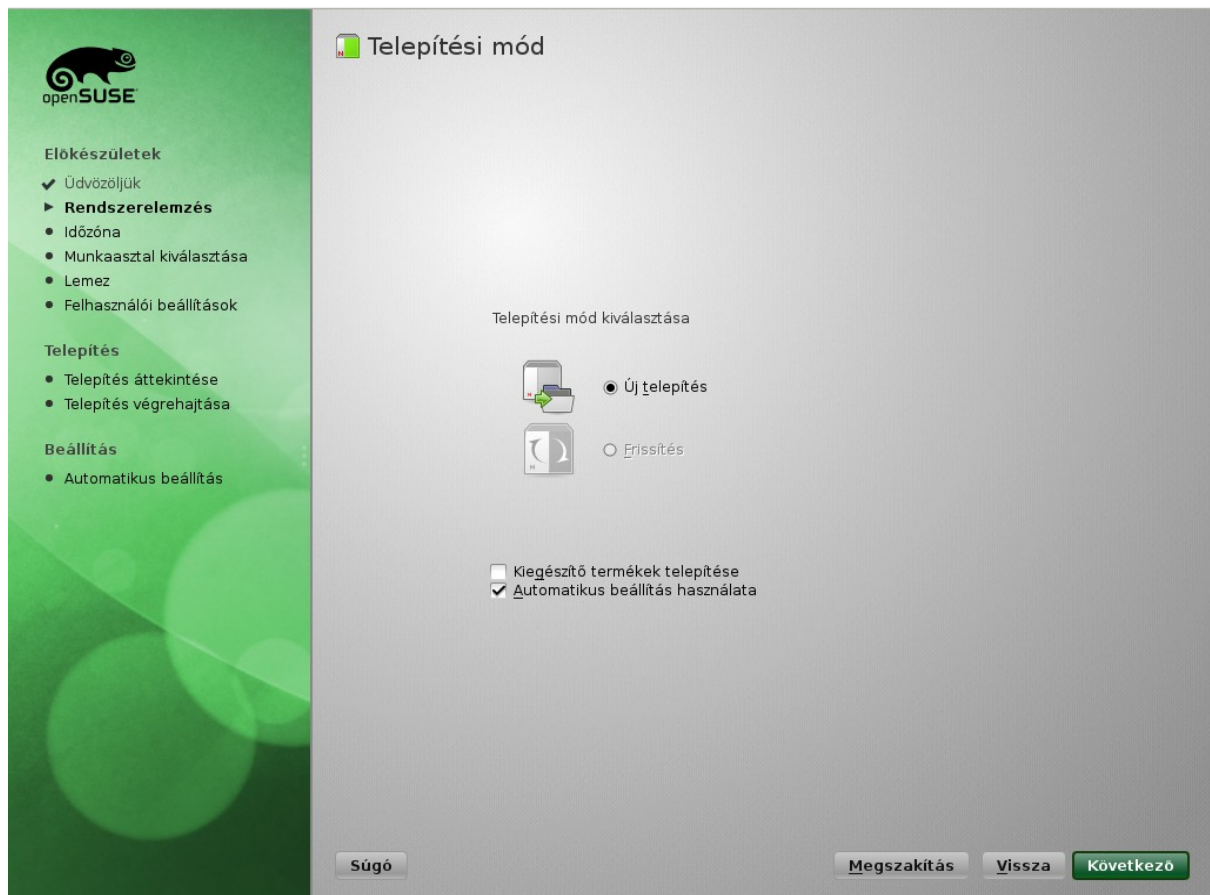 openSUSE
Előkészületek
Üdvözöljük
Rendszerelemzés
Időzóna
Munkaasztal kiválasztása
Lemez
Felhasználói beállítások
Telepítés
Telepítés áttekintése
Telepítés végrehajtása
Beállítás
Automatikus beállítás
Telepítési mód
Telepítési mód kiválasztása
Új telepítés
Frissítés
Kiegészítő termékek telepítése
Automatikus beállítás használata
Súgó
Megszakítás
Vissza
Következő